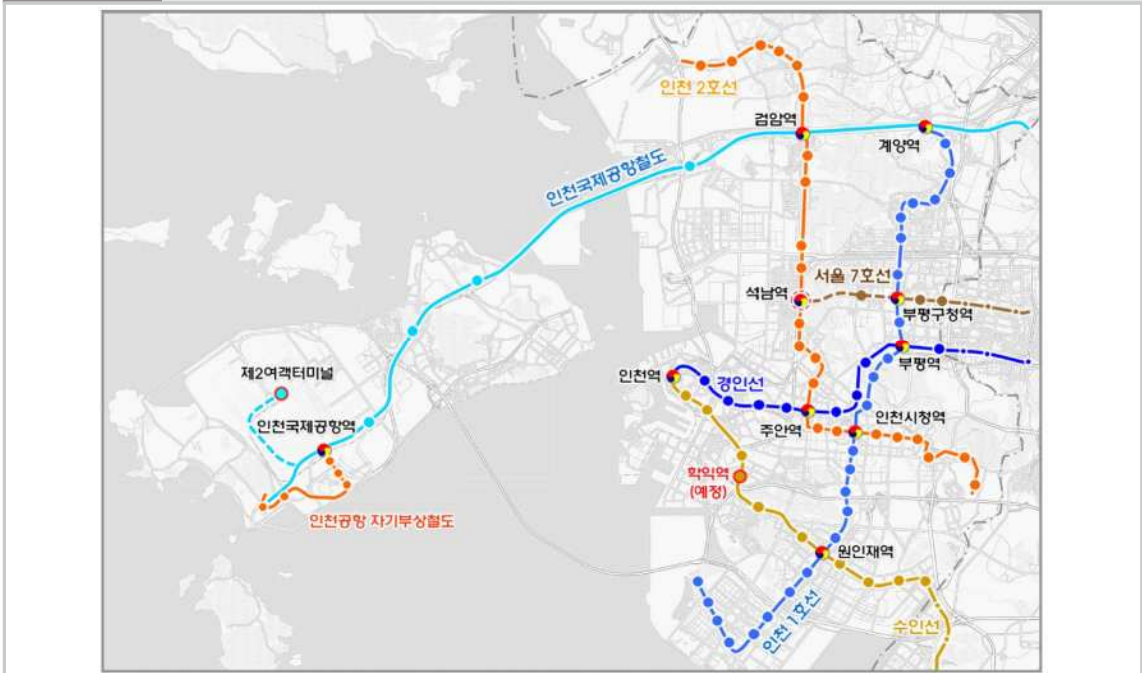 인천 2호선
검암역
계양역
인천국제공항철도
서울 7호선
석남역
부평구청역
부평역
제2여객터미널
인천역
경인선
인천국제공항역
주안역
인천시청역
학익역
(예정)
인천공항 자기부상철도
원인재역
인천 1호선
수인선